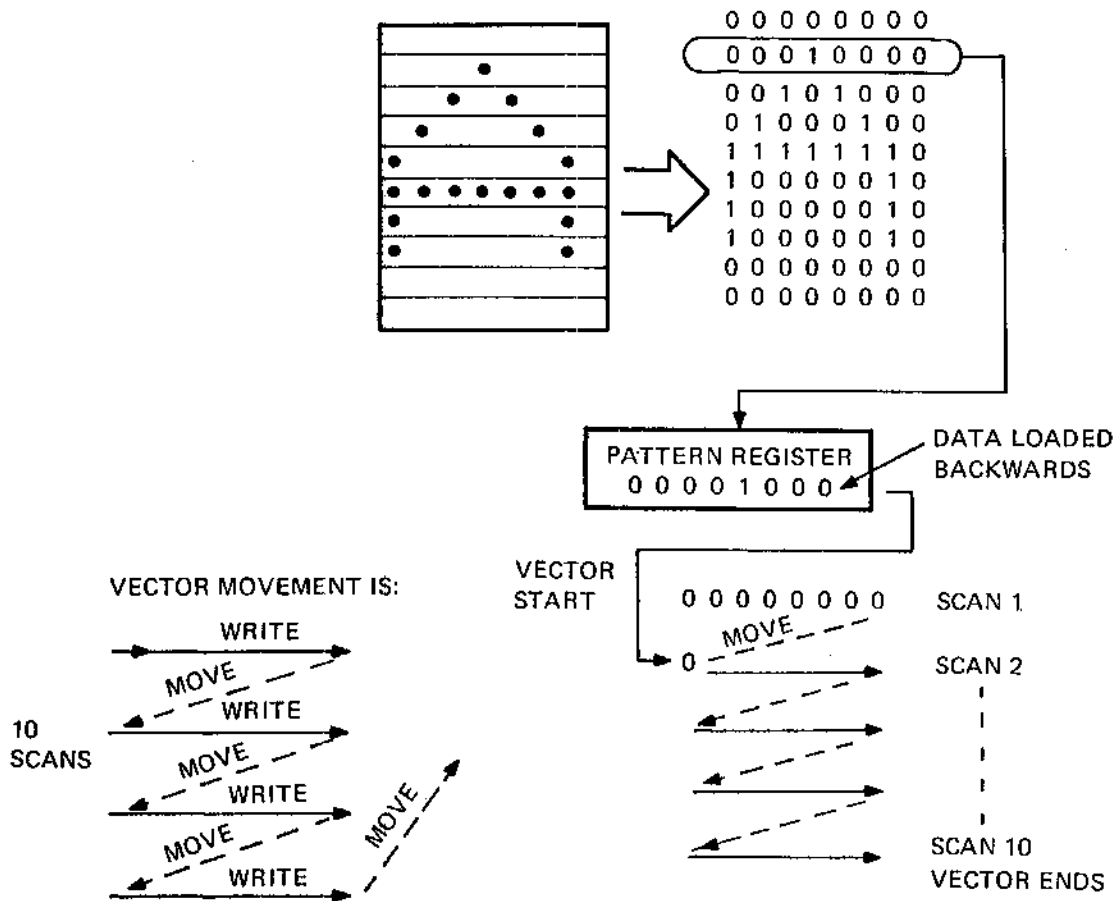 0 0 0 0 0 0 0 0
0 0 0 1 0 0 0 0
0 0 1 0 1 0 0 0
0 1 0 0 0 1 0 0
1 1 1 1 1 1 1 0
1 0 0 0 0 0 1 0
1 0 0 0 0 0 1 0
1 0 0 0 0 0 1 0
0 0 0 0 0 0 0 0
0 0 0 0 0 0 0 0
PATTERN REGISTER
0 0 0 0 1 0 0 0
DATA LOADED
BACKWARDS
VECTOR
START
0 0 0 0 0 0 0 0
SCAN 1
MOVE
0
SCAN 2
SCAN 10
VECTOR ENDS
VECTOR MOVEMENT IS:
WRITE
MOVE
WRITE
10
SCANS
MOVE
WRITE
MOVE
MOVE
WRITE